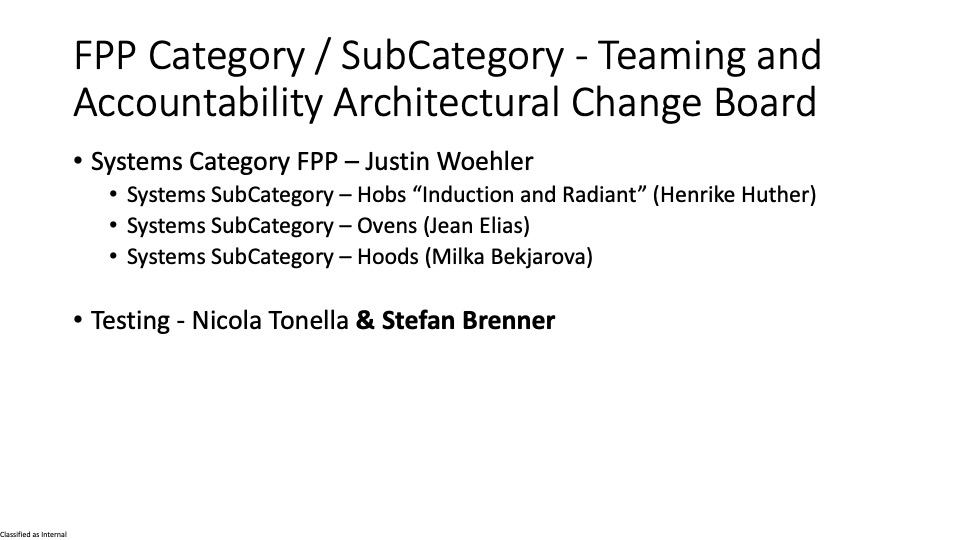 FPP Category / SubCategory - Teaming and
Accountability Architectural Change Board
• Systems Category FPP – Justin Woehler
• Systems SubCategory – Hobs “Induction and Radiant” (Henrike Huther)
• Systems SubCategory – Ovens (Jean Elias)
• Systems SubCategory – Hoods (Milka Bekjarova)
• Testing - Nicola Tonella & Stefan Brenner
Classified as Internal